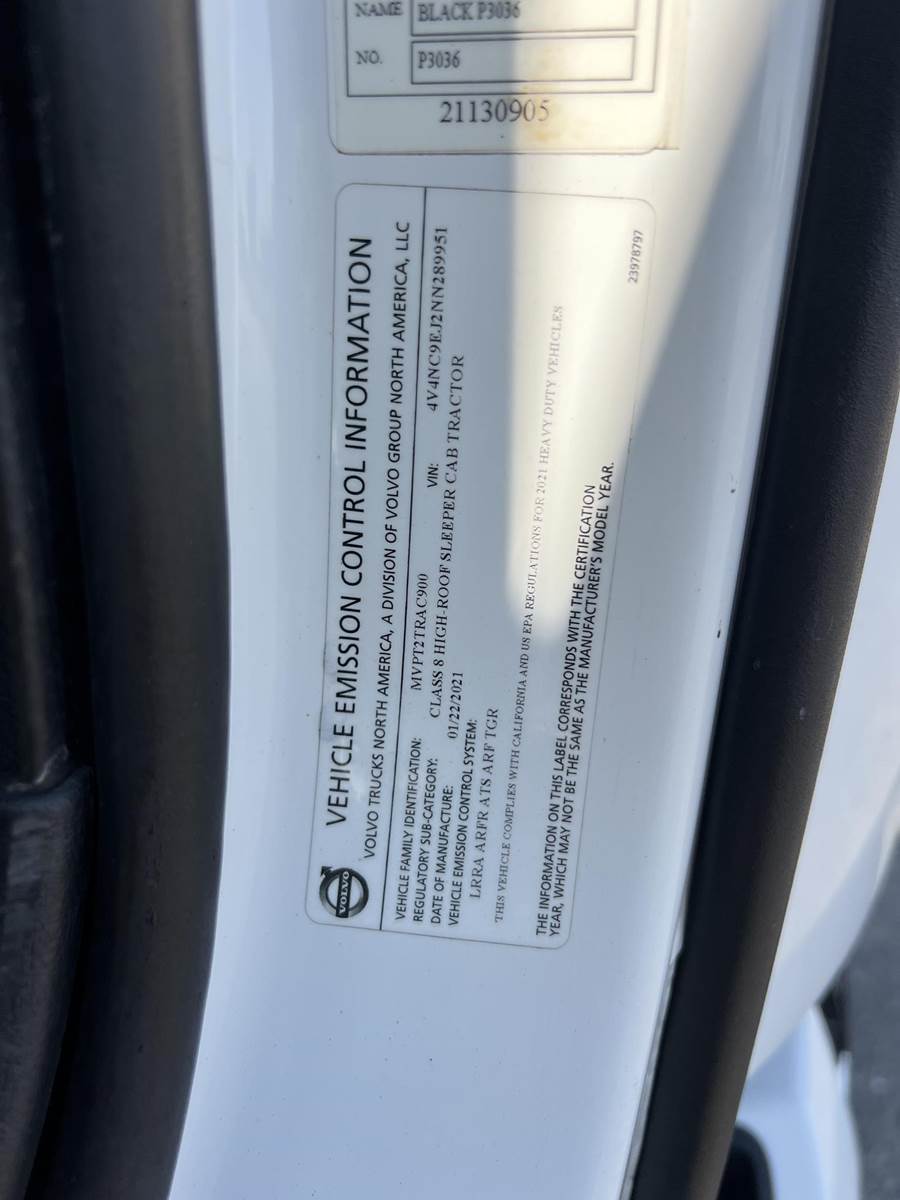 NAME BLACK P3036
NO. P3036
21130905
VOLVO
VEHICLE EMISSION CONTROL INFORMATION
VOLVO TRUCKS NORTH AMERICA, A DIVISION OF VOLVO GROUP NORTH AMERICA, LLC
VEHICLE FAMILY IDENTIFICATION: MVPT2TRAC900 VIN: 4V4NC9EJ2NN289951
REGULATORY SUB-CATEGORY: CLASS 8 HIGH-ROOF SLEEPER CAB TRACTOR
DATE OF MANUFACTURE: 01/22/2021
VEHICLE EMISSION CONTROL SYSTEM:
LRRA ARFR ATS ARF TGR
THIS VEHICLE COMPLIES WITH CALIFORNIA AND US EPA REGULATIONS FOR 2021 HEAVY DUTY VEHICLES
THE INFORMATION ON THIS LABEL CORRESPONDS WITH THE CERTIFICATION
YEAR, WHICH MAY NOT BE THE SAME AS THE MANUFACTURER'S MODEL YEAR.
23978797